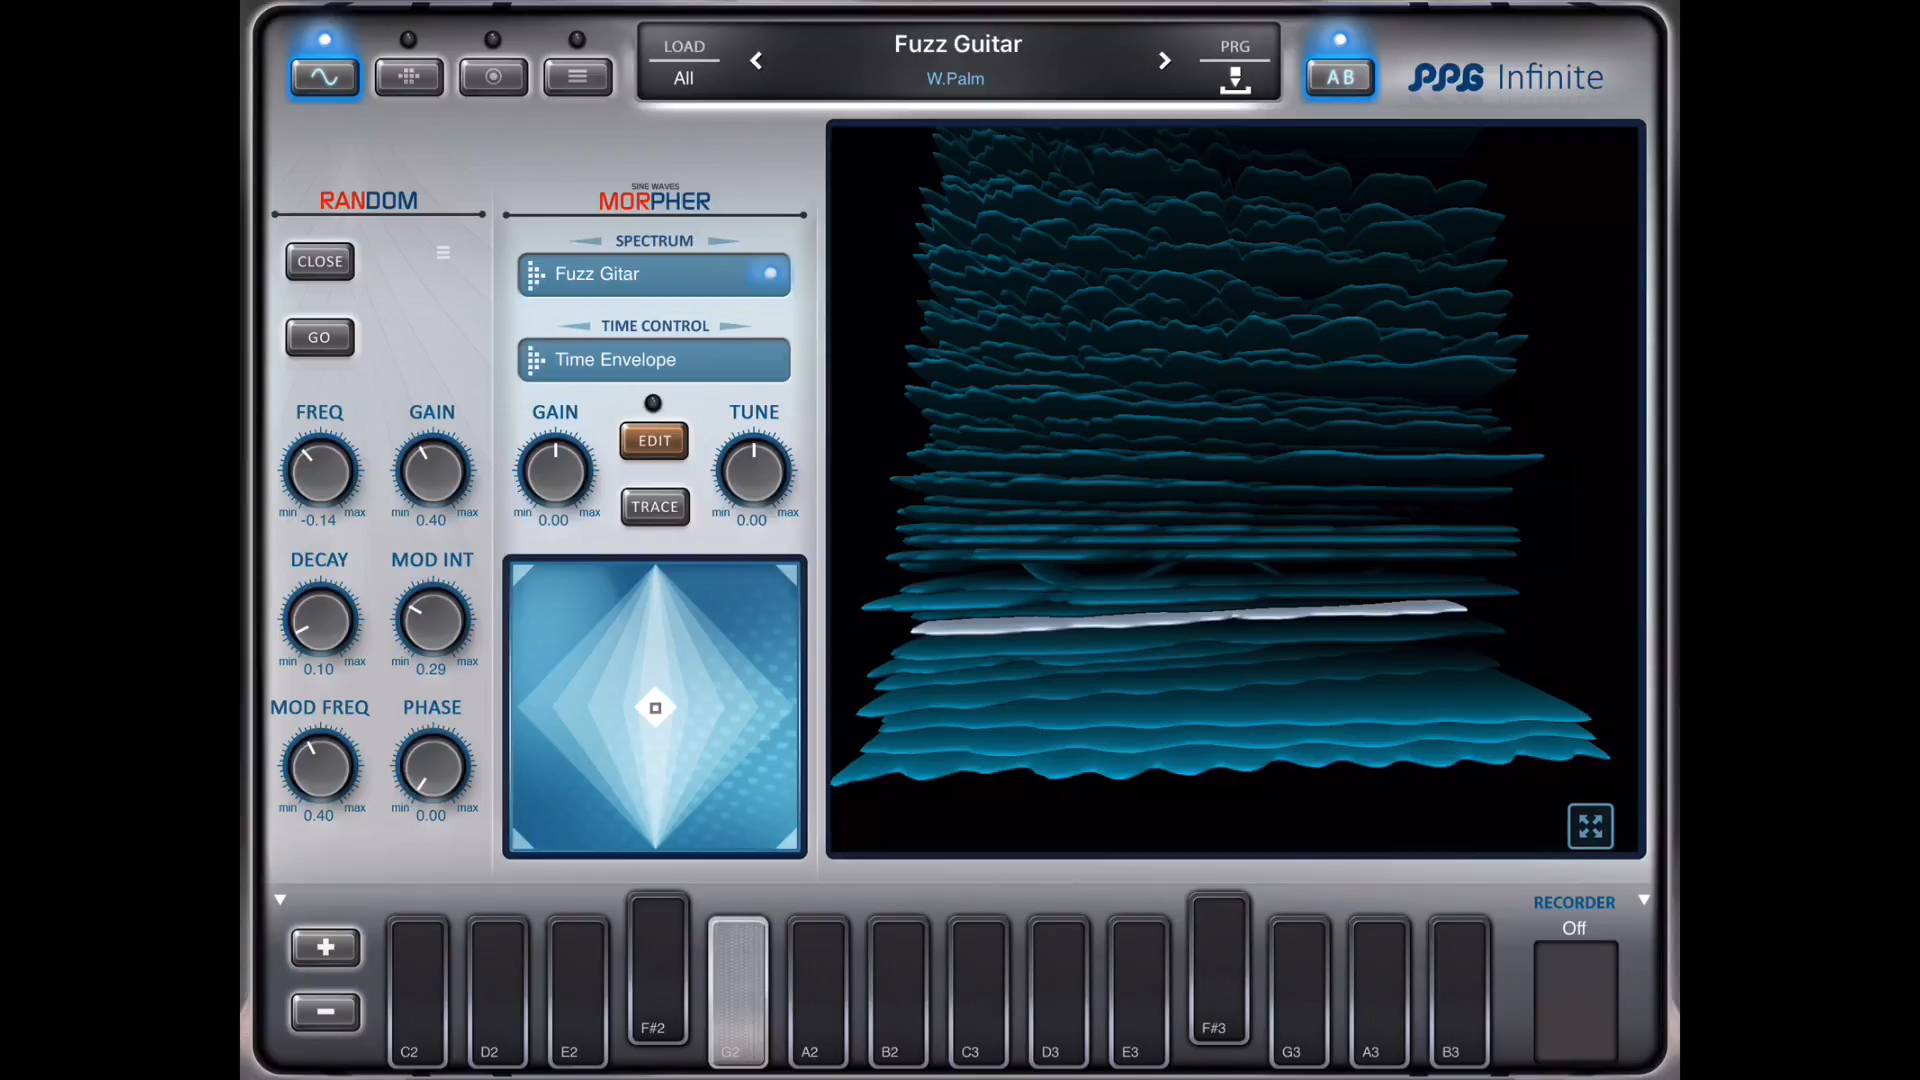 LOAD
All
Fuzz Guitar
W.Palm
PRG
AB
PPG Infinite
RANDOM
CLOSE
GO
FREQ
min max
-0.14
GAIN
min max
0.40
DECAY
min max
0.10
MOD INT
min max
0.29
MOD FREQ
min max
0.40
PHASE
min max
0.00
SINE WAVES
MORPHER
SPECTRUM
Fuzz Gitar
TIME CONTROL
Time Envelope
GAIN
min max
0.00
EDIT
TRACE
TUNE
min max
0.00
RECORDER
Off
C2
D2
E2
F#2
G2
A2
B2
C3
D3
E3
F#3
G3
A3
B3